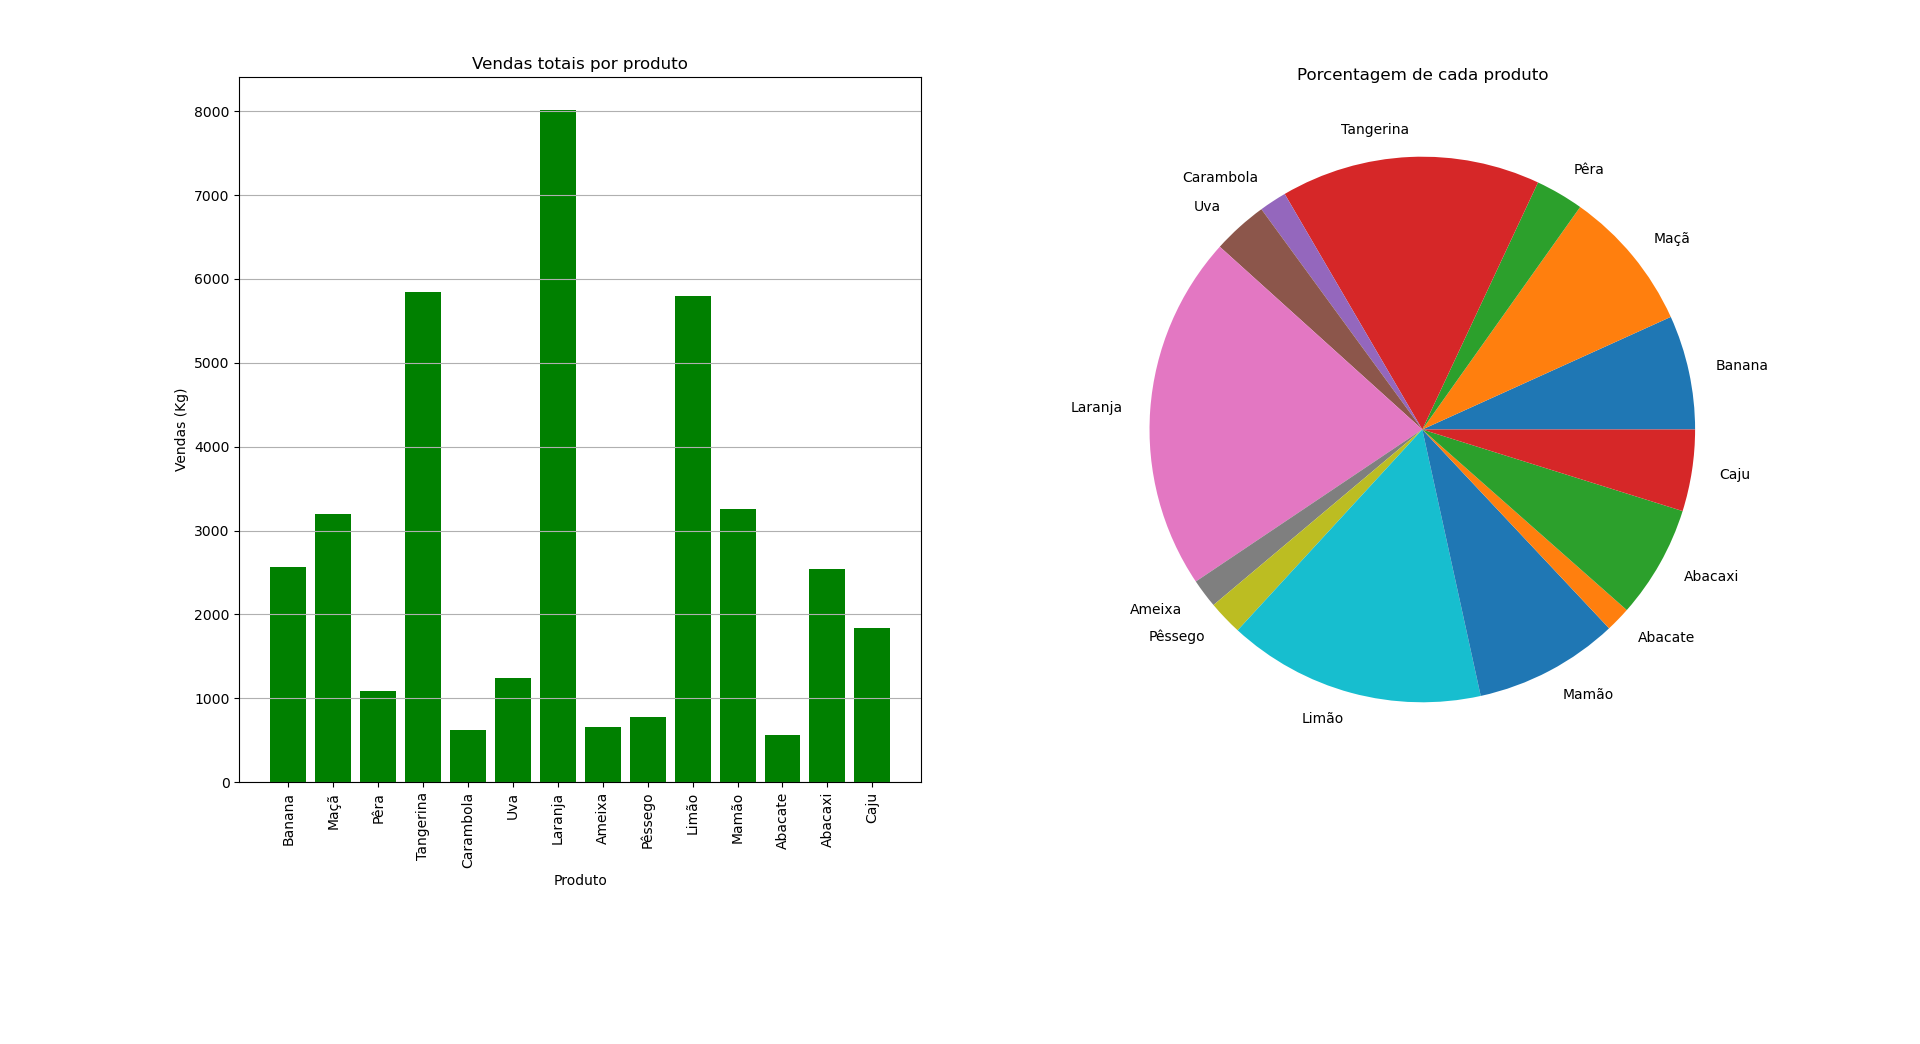 Vendas totais por produto
8000
7000
6000
5000
4000
3000
2000
1000
0
Vendas (Kg)
Banana
Maçã
Pêra
Tangerina
Carambola
Uva
Laranja
Ameixa
Pêssego
Limão
Mamão
Abacate
Abacaxi
Caju
Produto
Porcentagem de cada produto
Tangerina
Pêra
Carambola
Uva
Maçã
Banana
Laranja
Caju
Abacaxi
Ameixa
Pêssego
Abacate
Mamão
Limão